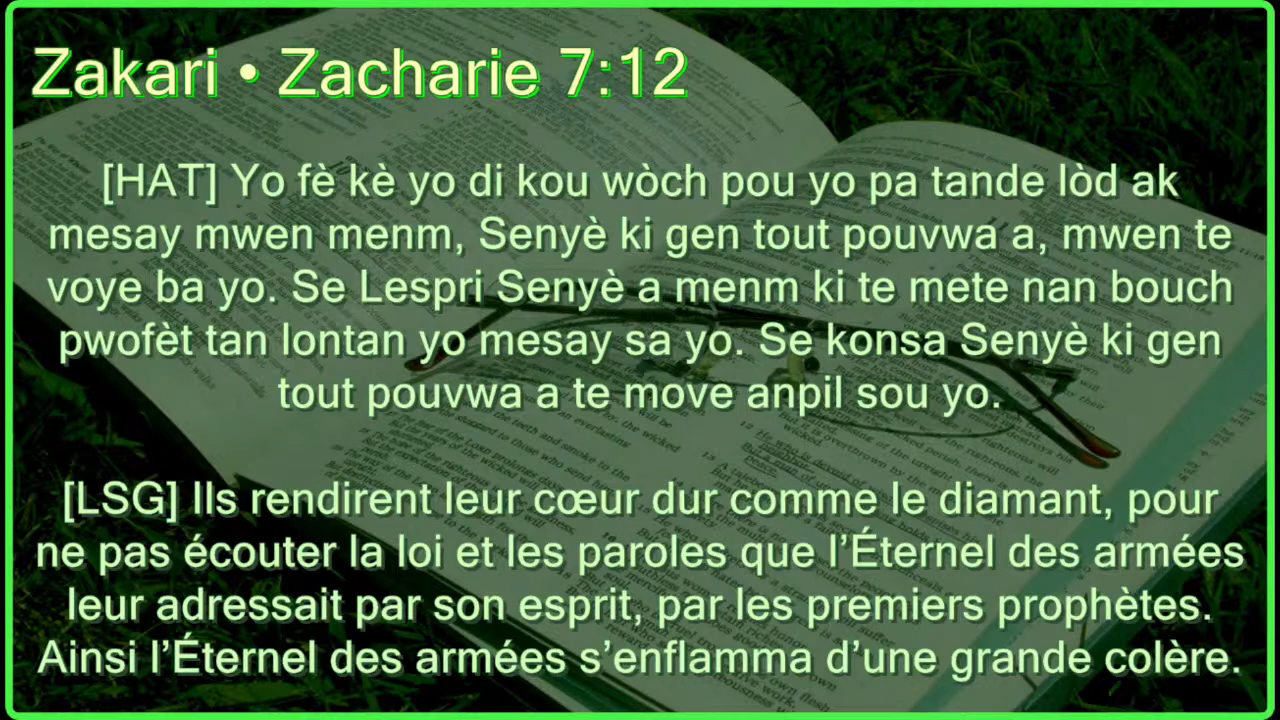 Zakari • Zacharie 7:12
[HAT] Yo fè kè yo di kou wòch pou yo pa tande lòd ak
mesay mwen menm, Senyè ki gen tout pouvwa a, mwen te
voye ba yo. Se Lespri Senyè a menm ki te mete nan bouch
pwofèt tan lontan yo mesay sa yo. Se konsa Senyè ki gen
tout pouvwa a te move anpil sou yo.
[LSG] Ils rendirent leur cœur dur comme le diamant, pour
ne pas écouter la loi et les paroles que l’Éternel des armées
leur adressait par son esprit, par les premiers prophètes.
Ainsi l’Éternel des armées s’enflamma d’une grande colère.